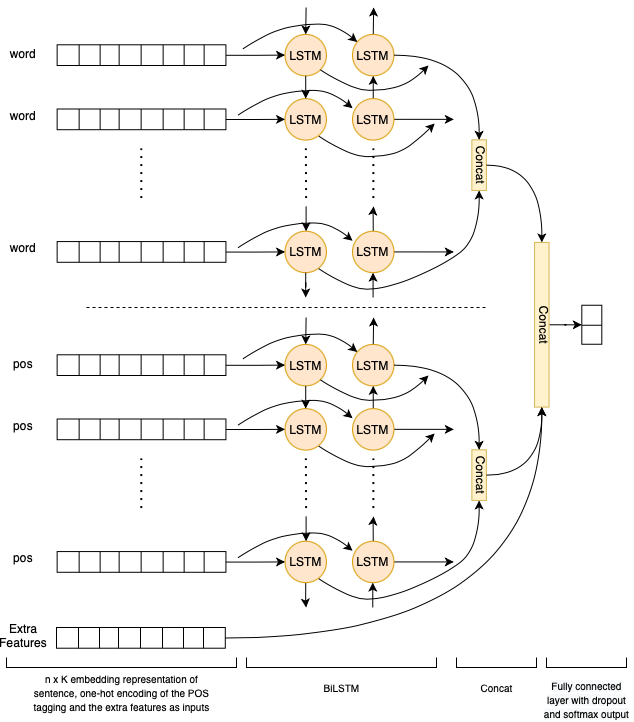 word
LSTM
LSTM
word
LSTM
LSTM
Concat
word
LSTM
LSTM
Concat
pos
LSTM
LSTM
pos
LSTM
LSTM
Concat
pos
LSTM
LSTM
Extra
Features
n x K embedding representation of
sentence, one-hot encoding of the POS
tagging and the extra features as inputs
BiLSTM
Concat
Fully connected
layer with dropout
and softmax output